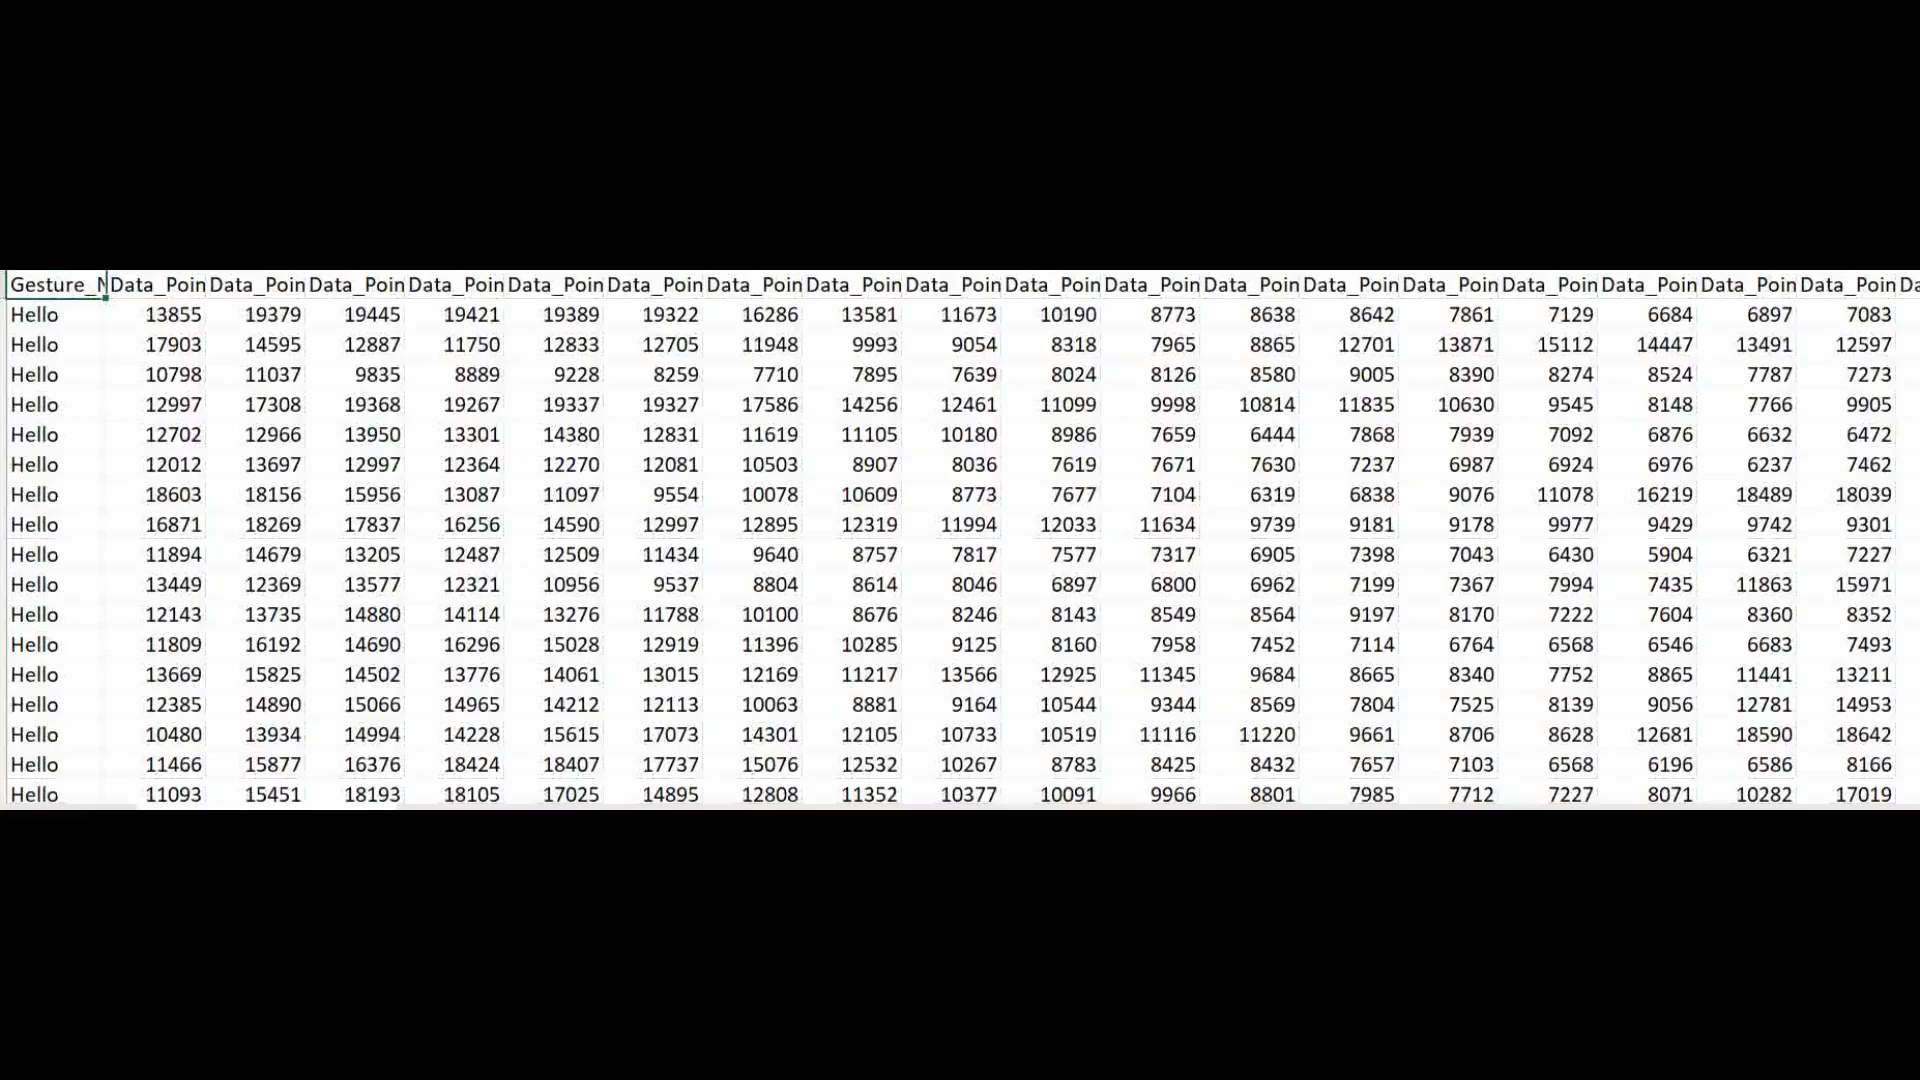 Gesture_N Data_Poin Data_Poin Data_Poin Data_Poin Data_Poin Data_Poin Data_Poin Data_Poin Data_Poin Data_Poin Data_Poin Data_Poin Data_Poin Data_Poin Data_Poin Data_Poin Data_Poin Data_Poin Da
Hello 13855 19379 19445 19421 19389 19322 16286 13581 11673 10190 8773 8638 8642 7861 7129 6684 6897 7083
Hello 17903 14595 12887 11750 12833 12705 11948 9993 9054 8318 7965 8865 12701 13871 15112 14447 13491 12597
Hello 10798 11037 9835 8889 9228 8259 7710 7895 7639 8024 8126 8580 9005 8390 8274 8524 7787 7273
Hello 12997 17308 19368 19267 19337 19327 17586 14256 12461 11099 9998 10814 11835 10630 9545 8148 7766 9905
Hello 12702 12966 13950 13301 14380 12831 11619 11105 10180 8986 7659 6444 7868 7939 7092 6876 6632 6472
Hello 12012 13697 12997 12364 12270 12081 10503 8907 8036 7619 7671 7630 7237 6987 6924 6976 6237 7462
Hello 18603 18156 15956 13087 11097 9554 10078 10609 8773 7677 7104 6319 6838 9076 11078 16219 18489 18039
Hello 16871 18269 17837 16256 14590 12997 12895 12319 11994 12033 11634 9739 9181 9178 9977 9429 9742 9301
Hello 11894 14679 13205 12487 12509 11434 9640 8757 7817 7577 7317 6905 7398 7043 6430 5904 6321 7227
Hello 13449 12369 13577 12321 10956 9537 8804 8614 8046 6897 6800 6962 7199 7367 7994 7435 11863 15971
Hello 12143 13735 14880 14114 13276 11788 10100 8676 8246 8143 8549 8564 9197 8170 7222 7604 8360 8352
Hello 11809 16192 14690 16296 15028 12919 11396 10285 9125 8160 7958 7452 7114 6764 6568 6546 6683 7493
Hello 13669 15825 14502 13776 14061 13015 12169 11217 13566 12925 11345 9684 8665 8340 7752 8865 11441 13211
Hello 12385 14890 15066 14965 14212 12113 10063 8881 9164 10544 9344 8569 7804 7525 8139 9056 12781 14953
Hello 10480 13934 14994 14228 15615 17073 14301 12105 10733 10519 11116 11220 9661 8706 8628 12681 18590 18642
Hello 11466 15877 16376 18424 18407 17737 15076 12532 10267 8783 8425 8432 7657 7103 6568 6196 6586 8166
Hello 11093 15451 18193 18105 17025 14895 12808 11352 10377 10091 9966 8801 7985 7712 7227 8071 10282 17019